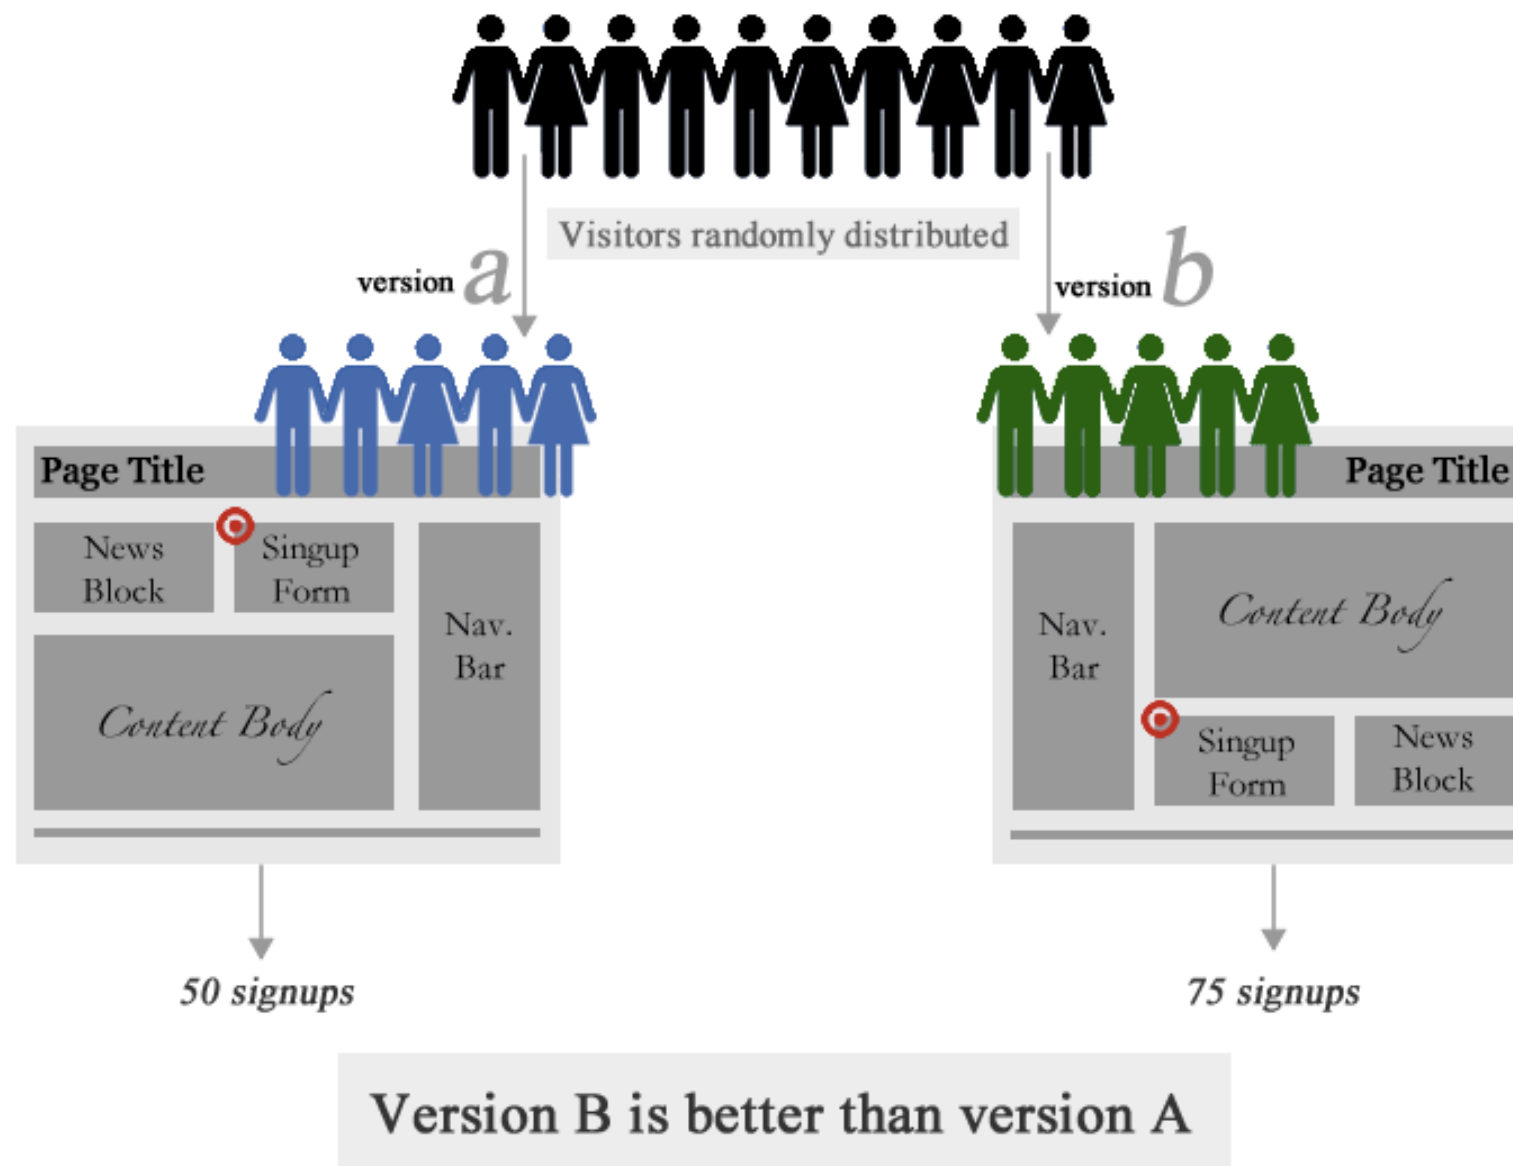 Visitors randomly distributed
version a
version b
Page Title
News
Block
Singup
Form
Nav.
Bar
Content Body
Page Title
Nav.
Bar
Content Body
Singup
Form
News
Block
50 signups
75 signups
Version B is better than version A